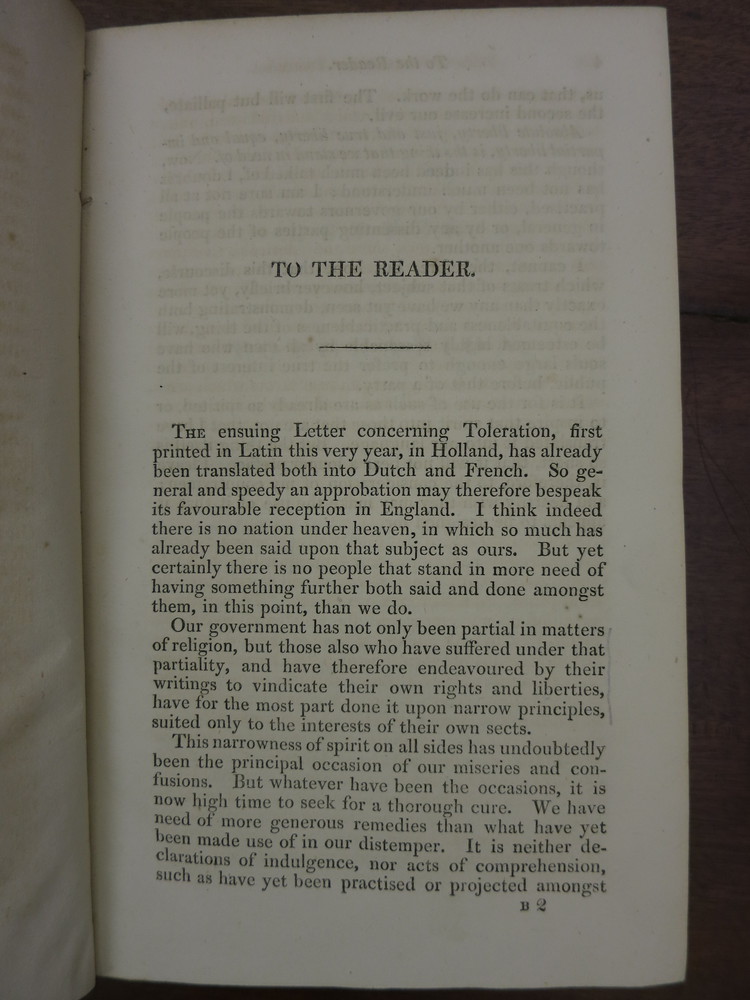 TO THE READER.
THE ensuing Letter concerning Toleration, first
printed in Latin this very year, in Holland, has already
been translated both into Dutch and French. So ge-
neral and speedy an approbation may therefore bespeak
its favourable reception in England. I think indeed
there is no nation under heaven, in which so much has
already been said upon that subject as ours. But yet
certainly there is no people that stand in more need of
having something further both said and done amongst
them, in this point, than we do.
Our government has not only been partial in matters
of religion, but those also who have suffered under that
partiality, and have therefore endeavoured by their
writings to vindicate their own rights and liberties,
have for the most part done it upon narrow principles,
suited only to the interests of their own sects.
This narrowness of spirit on all sides has undoubtedly
been the principal occasion of our miseries and con-
fusions. But whatever have been the occasions, it is
now high time to seek for a thorough cure. We have
need of more generous remedies than what have yet
been made use of in our distemper. It is neither de-
clarations of indulgence, nor acts of comprehension,
such as have yet been practised or projected amongst
B 2